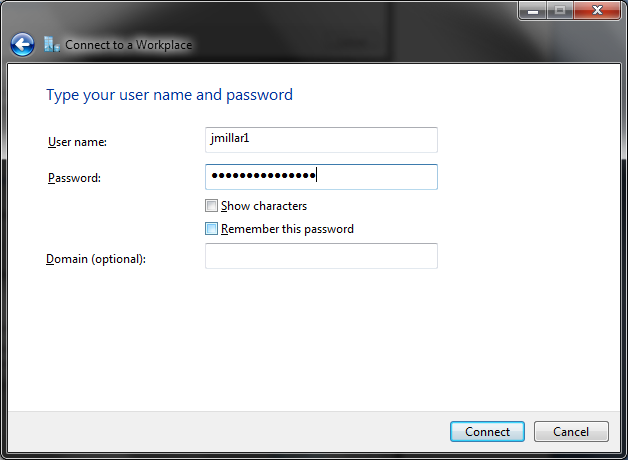 Connect to a Workplace
Type your user name and password
User name:
jmillar1
Password:
●●●●●●●●●●●●●●●
Show characters
Remember this password
Domain (optional):
Connect
Cancel